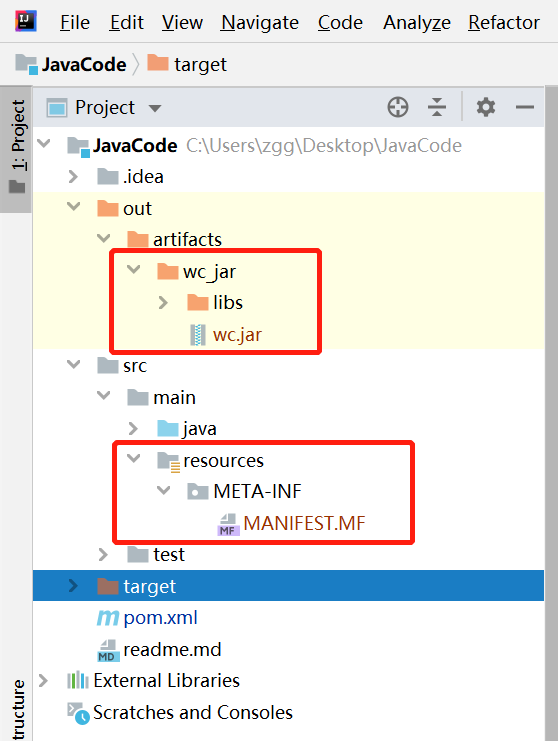 File Edit View Navigate Code Analyze Refactor
JavaCode target
Project
1: Project
JavaCode C:\Users\zgg\Desktop\JavaCode
.idea
out
artifacts
wc_jar
libs
wc.jar
src
main
java
resources
META-INF
MF MANIFEST.MF
test
target
m pom.xml
MD readme.md
External Libraries
Scratches and Consoles
tructure